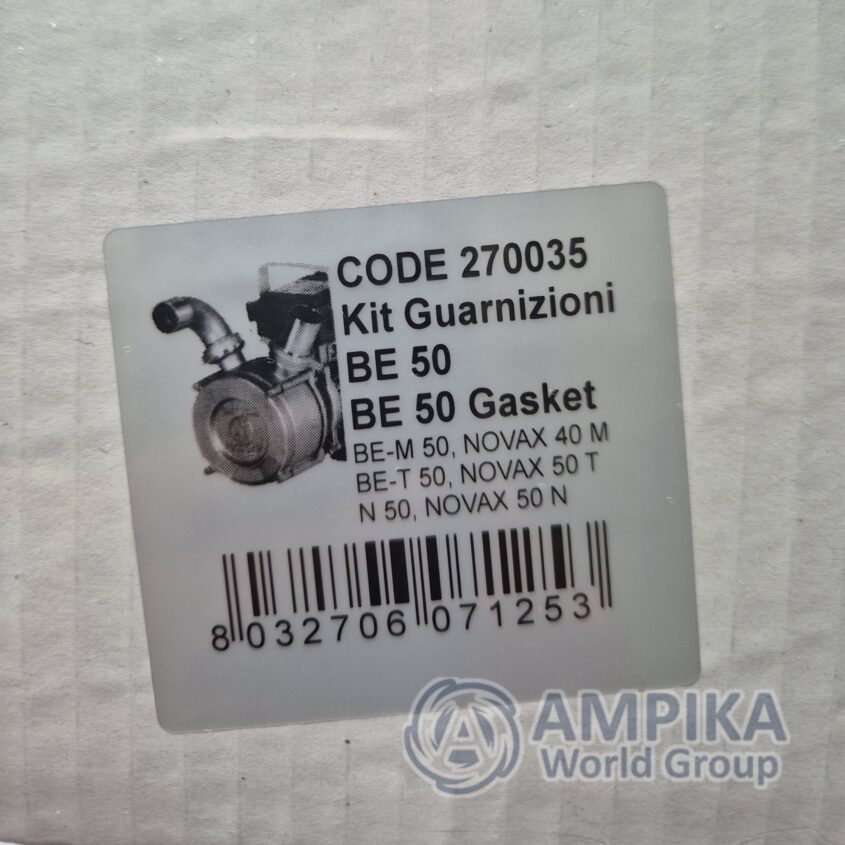 CODE 270035
Kit Guarnizioni
BE 50
BE 50 Gasket
BE-M 50, NOVAX 40 M
BE-T 50, NOVAX 50 T
N 50, NOVAX 50 N
8 032706 071253
AMPIKA
World Group